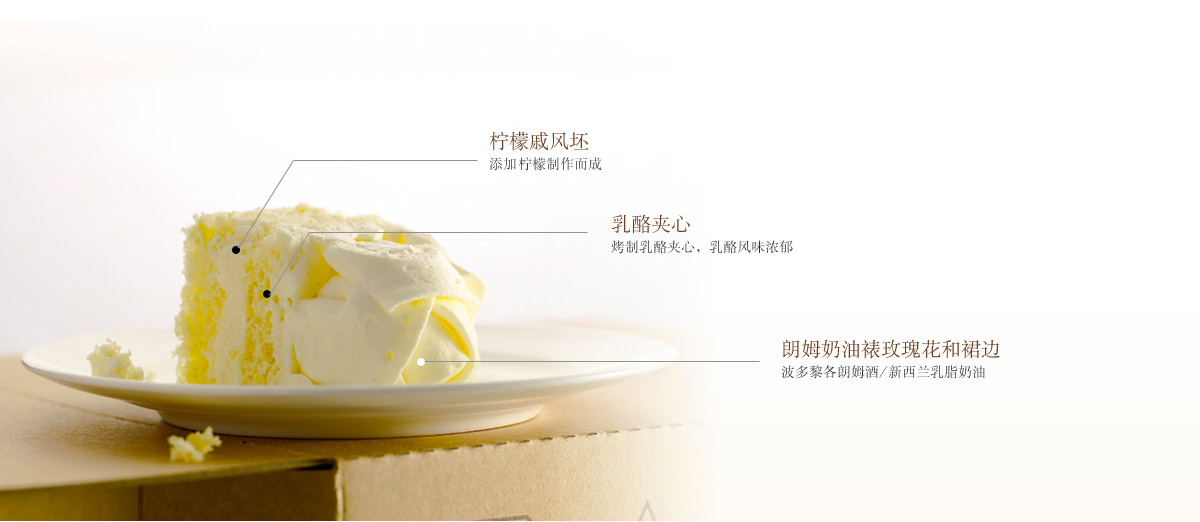 柠檬戚风坯
添加柠檬制作而成
乳酪夹心
烤制乳酪夹心，乳酪风味浓郁
朗姆奶油裱玫瑰花和裙边
波多黎各朗姆酒/新西兰乳脂奶油